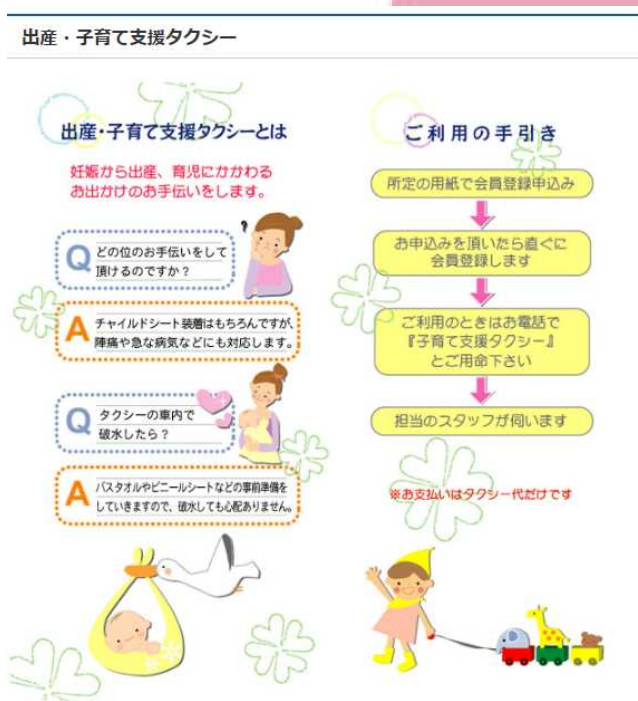 出産・子育て支援タクシー
出産・子育て支援タクシーとは
妊娠から出産、育児にかかわる
お出かけのお手伝いをします。
?
Q
どの位のお手伝いをして
頂けるのですか?
A
チャイルドシート装着はもちろんですが、
陣痛や急な病気などにも対応します。
Q
タクシーの車内で
破水したら?
A
バスタオルやビニールシートなどの事前準備を
していきますので、破水しても心配ありません。
ご利用の手引き
所定の用紙で会員登録申込み
お申込みを頂いたら直ぐに
会員登録します
ご利用のときはお電話で
『子育て支援タクシー』
とご用命下さい
担当のスタッフが伺います
※お支払いはタクシー代だけです